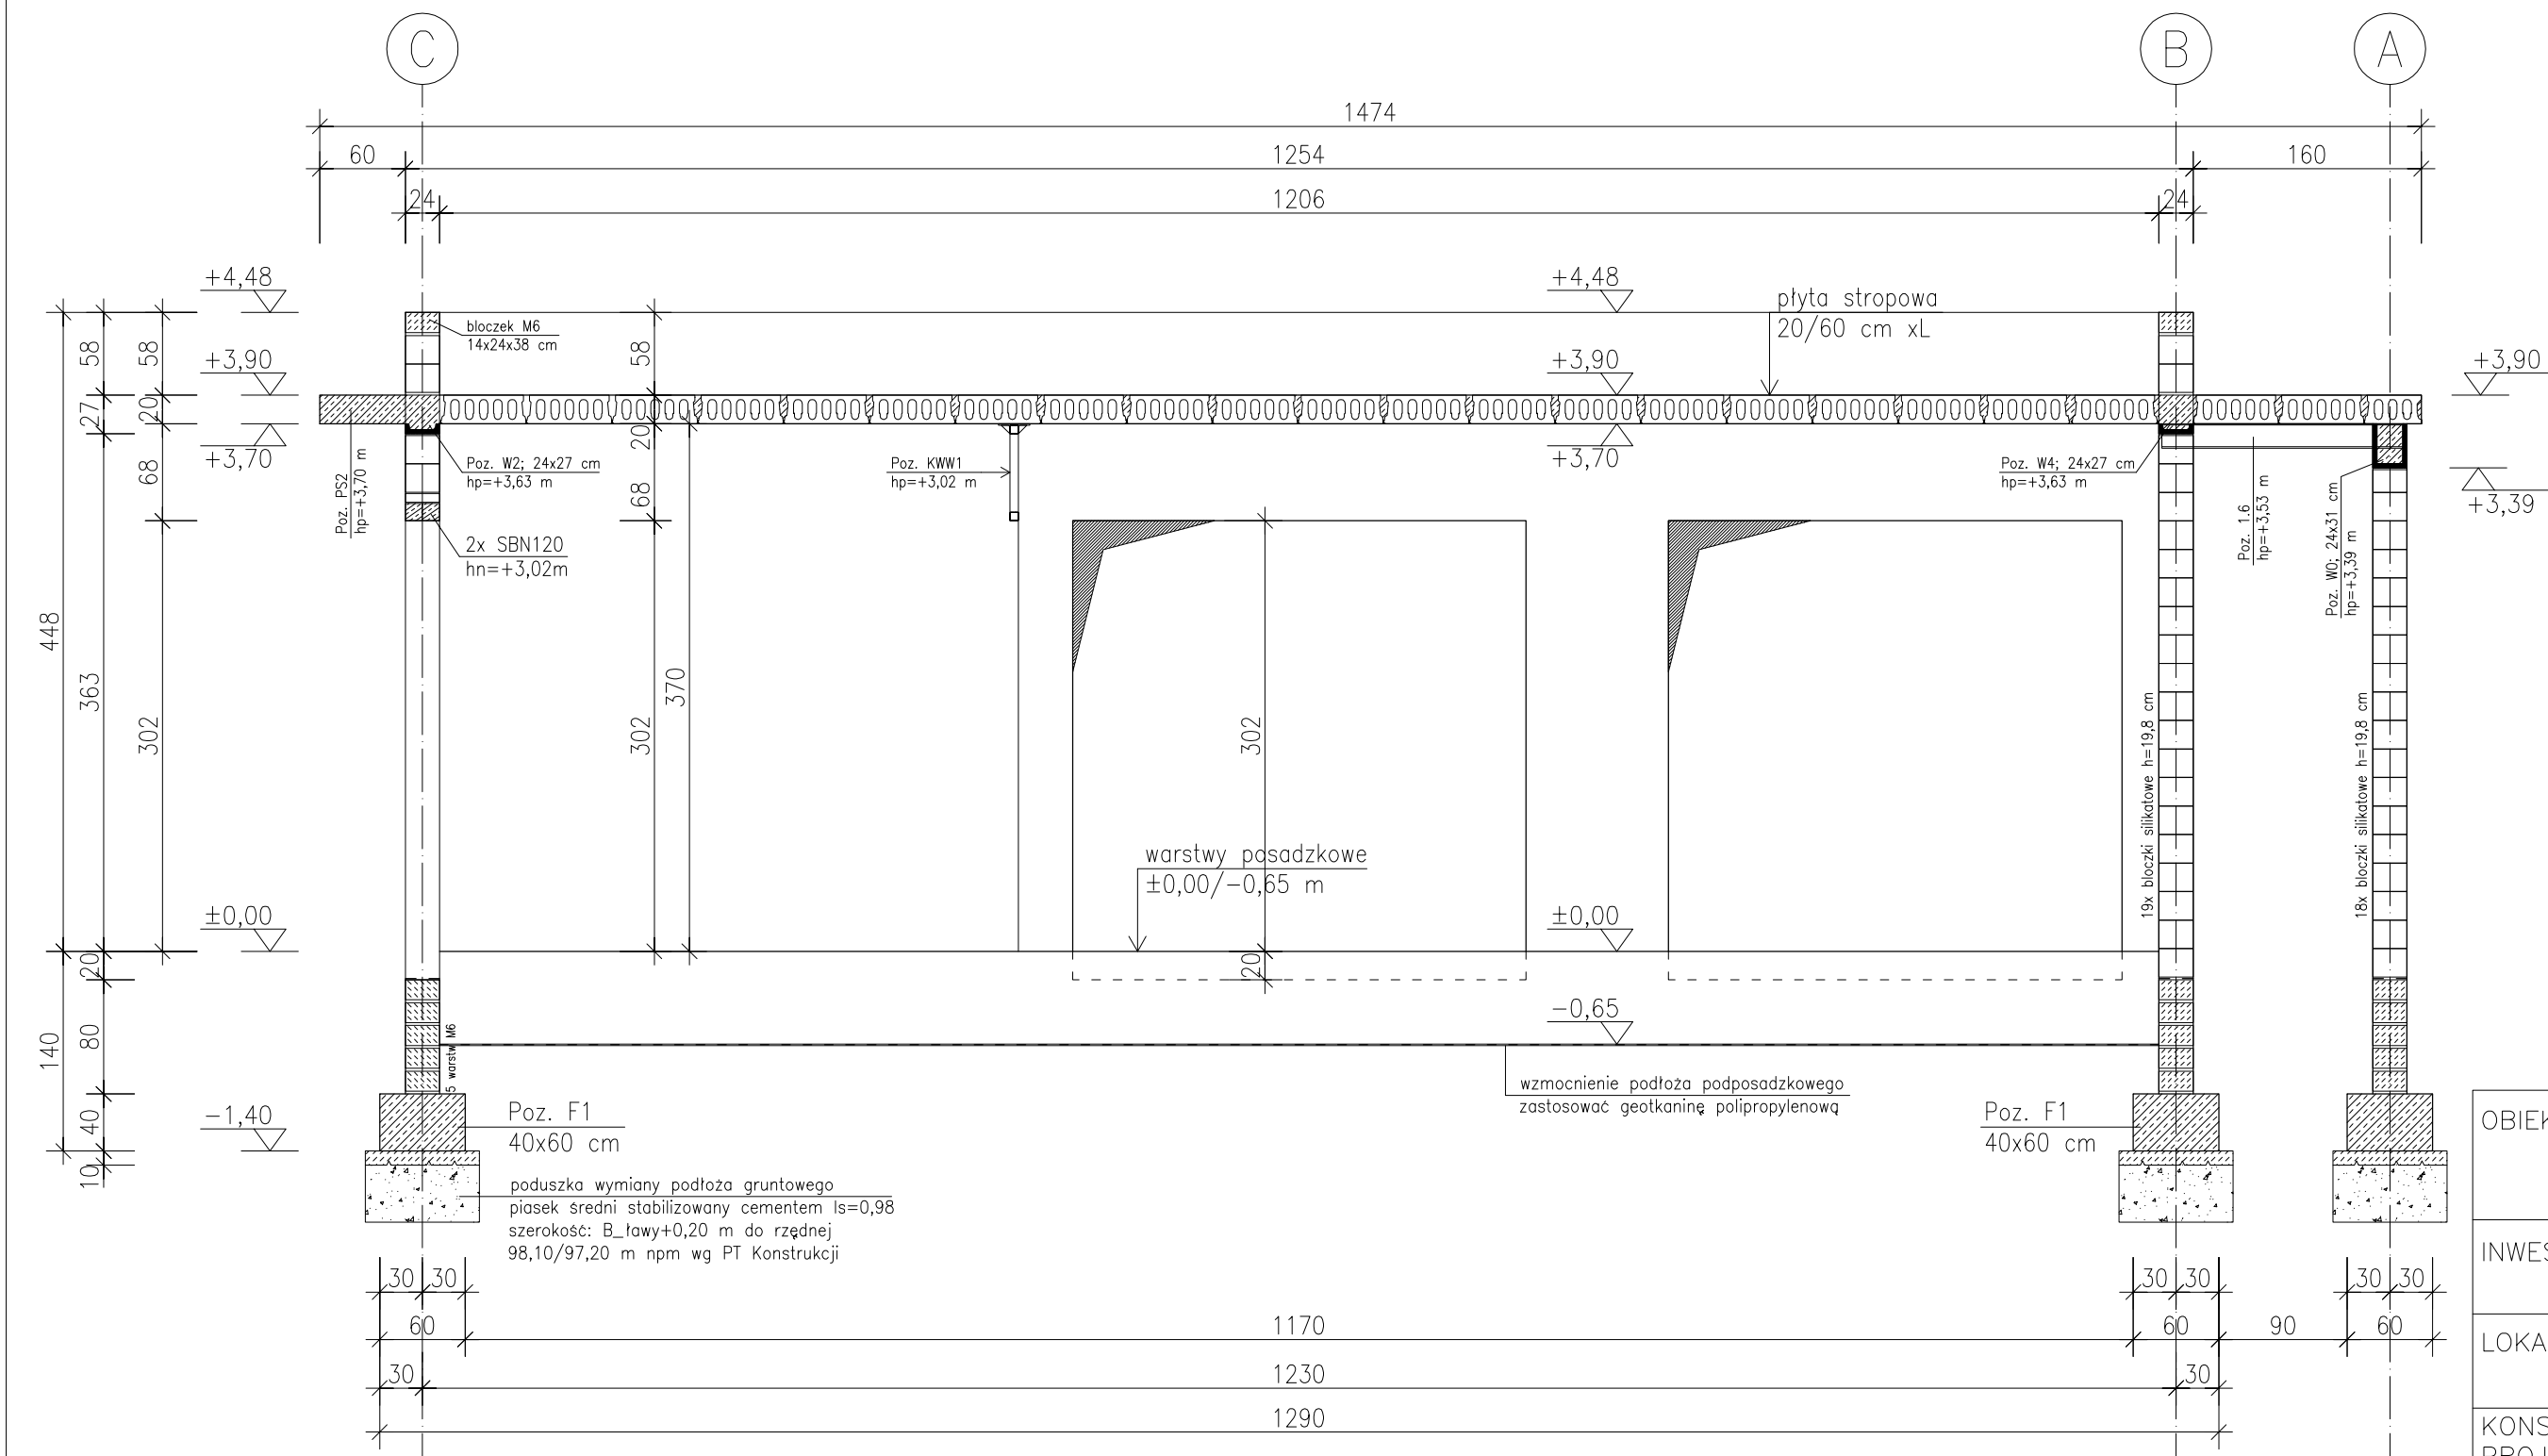 C
B
A
1474
60
1254
160
24
1206
24
+4,48
+4,48
płyta stropowa
20/60 cm xL
bloczek M6
14x24x38 cm
58
58
58
+3,90
+3,90
+3,90
27
20
20
+3,70
+3,70
68
68
Poz. PS2
hp=+3,70 m
Poz. W2; 24x27 cm
hp=+3,63 m
Poz. KWW1
hp=+3,02 m
Poz. W4; 24x27 cm
hp=+3,63 m
Poz. 1.6
hp=+3,53 m
Poz. W0; 24x31 cm
hp=+3,39 m
+3,39
2x SBN120
hn=+3,02m
448
363
302
302
370
302
19x bloczki silikatowe h=19,8 cm
18x bloczki silikatowe h=19,8 cm
warstwy posadzkowe
±0,00/-0,65 m
±0,00
±0,00
20
20
-0,65
140
80
5 warstw M6
wzmocnienie podłoża podposadzkowego
zastosować geotkaninę polipropylenową
-1,40
40
10
Poz. F1
40x60 cm
Poz. F1
40x60 cm
poduszka wymiany podłoża gruntowego
piasek średni stabilizowany cementem Is=0,98
szerokość: B_ławy+0,20 m do rzędnej
98,10/97,20 m npm wg PT Konstrukcji
30 30
30 30
30 30
60
1170
60
90
60
30
1230
30
1290
OBIEK
INWES
LOKA
KONS